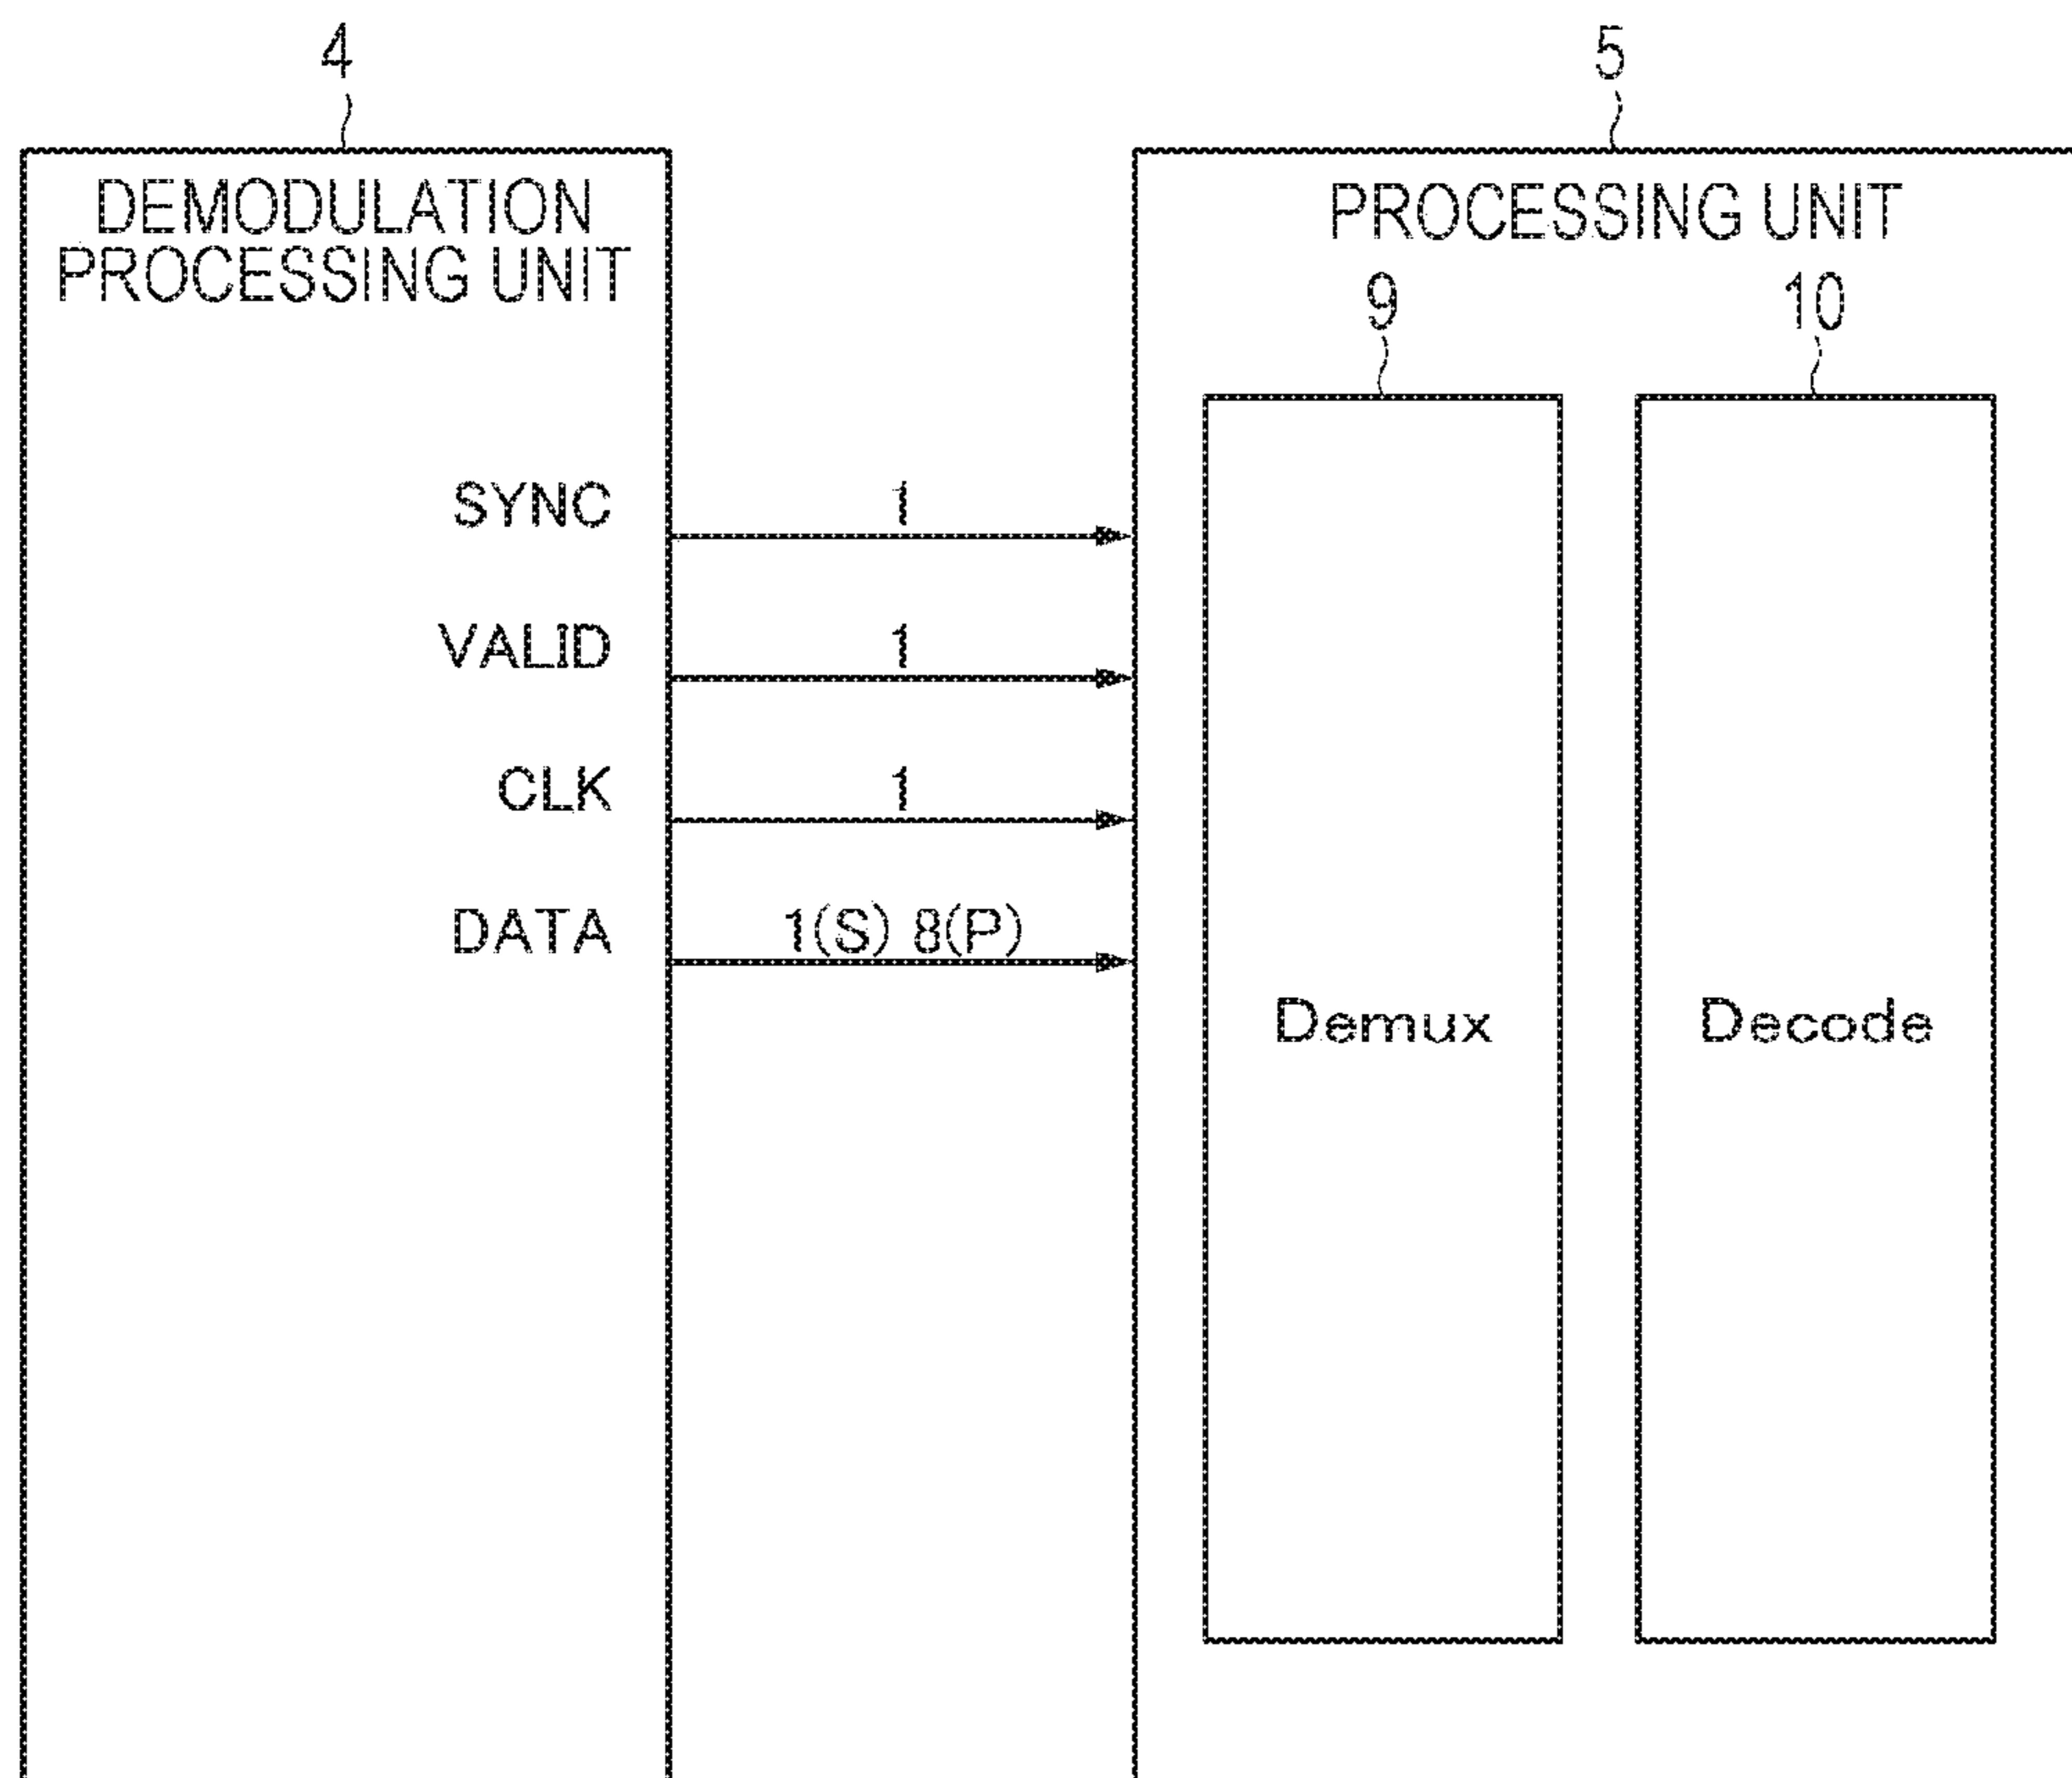 4
5
DEMODULATION
PROCESSING UNIT
PROCESSING UNIT
9
10
SYNC
1
VALID
1
CLK
1
DATA
1(S) 8(P)
Demux
Decode